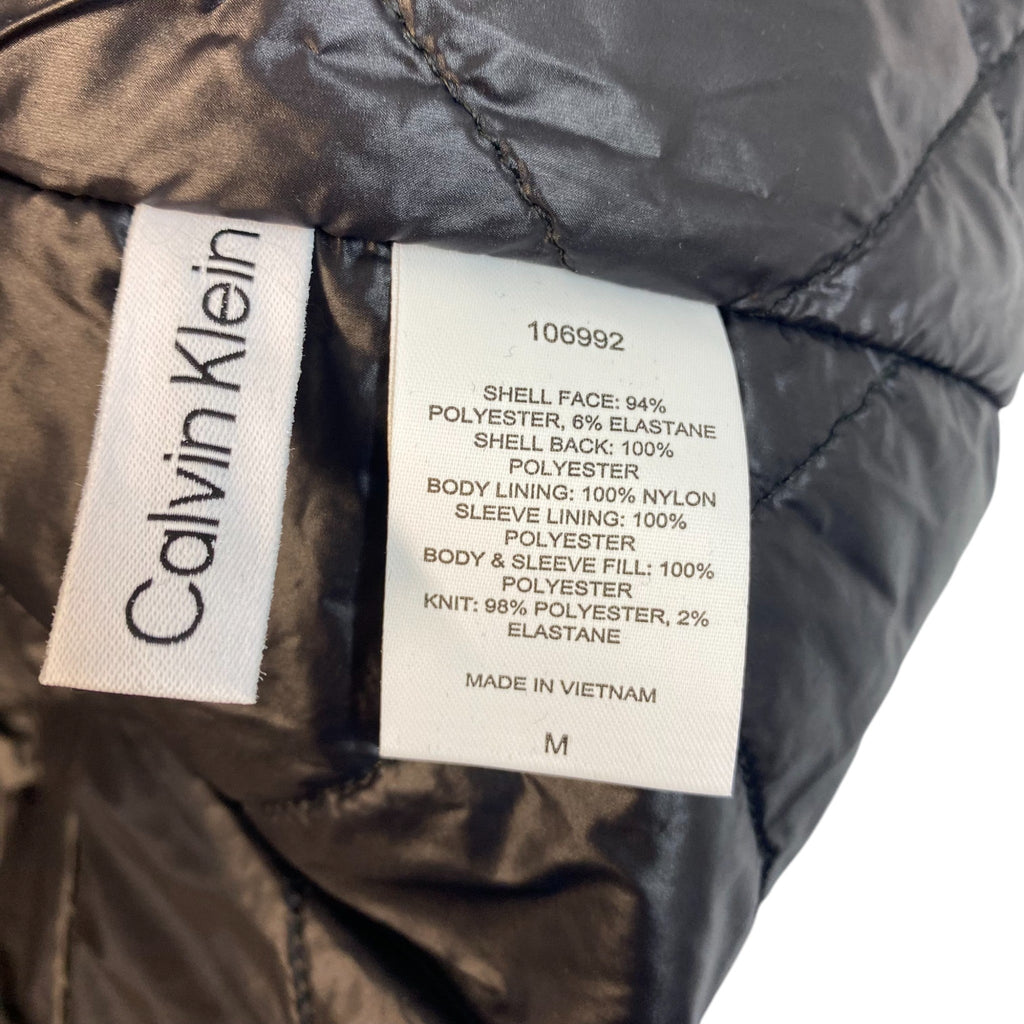 Calvin Klein
106992
SHELL FACE: 94%
POLYESTER, 6% ELASTANE
SHELL BACK: 100%
POLYESTER
BODY LINING: 100% NYLON
SLEEVE LINING: 100%
POLYESTER
BODY & SLEEVE FILL: 100%
POLYESTER
KNIT: 98% POLYESTER, 2%
ELASTANE
MADE IN VIETNAM
M